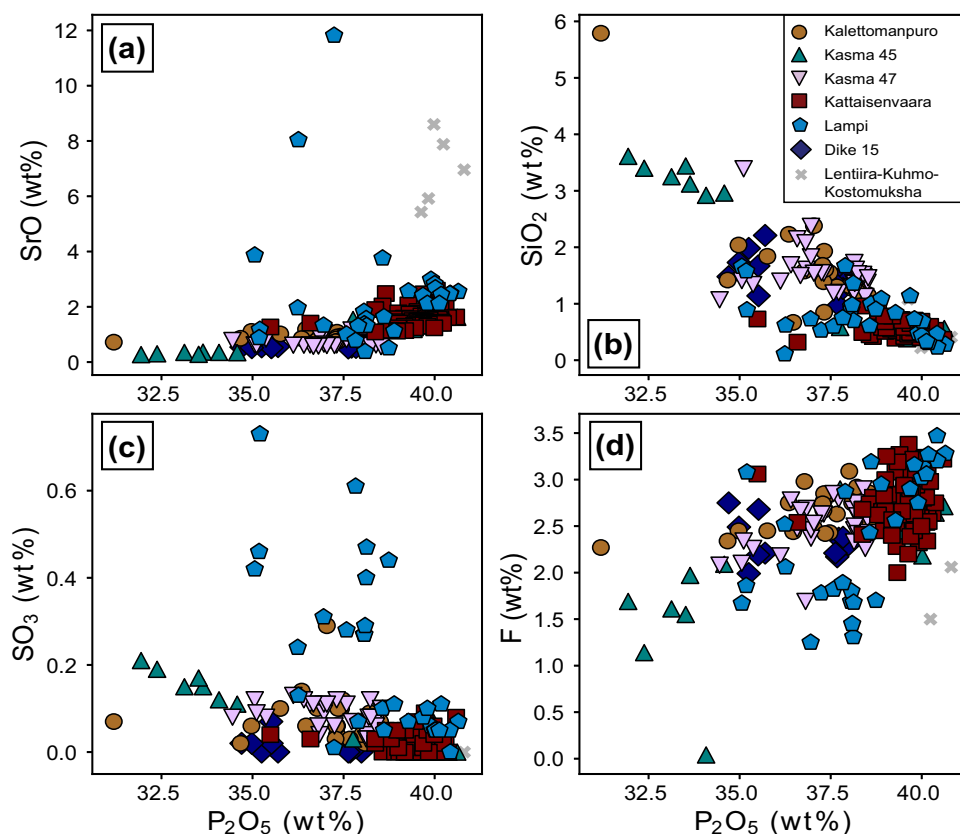 (a)
SrO (wt%)
12
10
8
6
4
2
0
32.5 35.0 37.5 40.0
(b)
SiO₂ (wt%)
6
5
4
3
2
1
0
32.5 35.0 37.5 40.0
Kalettomanpuro
Kasma 45
Kasma 47
Kattaisenvaara
Lampi
Dike 15
Lentiira-Kuhmo-
Kostomuksha
(c)
SO₃ (wt%)
0.6
0.4
0.2
0.0
32.5 35.0 37.5 40.0
P₂O₅ (wt%)
(d)
F (wt%)
3.5
3.0
2.5
2.0
1.5
1.0
0.5
0.0
32.5 35.0 37.5 40.0
P₂O₅ (wt%)